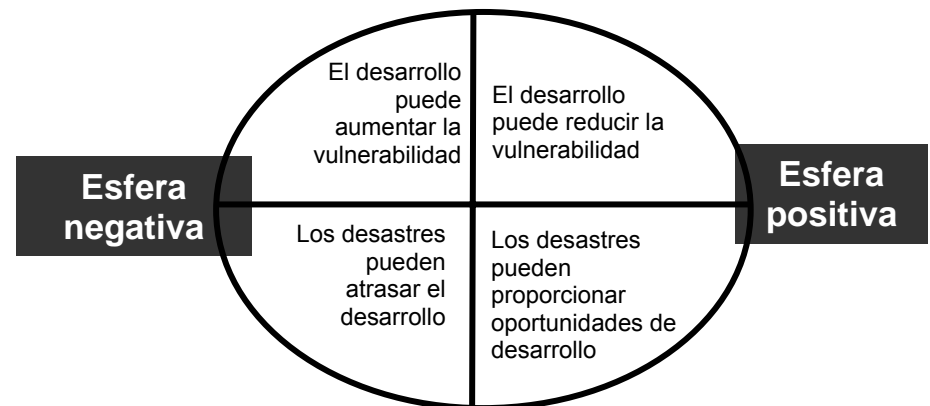 El desarrollo
puede
aumentar la
vulnerabilidad
El desarrollo
puede reducir la
vulnerabilidad
Esfera
negativa
Esfera
positiva
Los desastres
pueden
atrasar el
desarrollo
Los desastres
pueden
proporcionar
oportunidades de
desarrollo